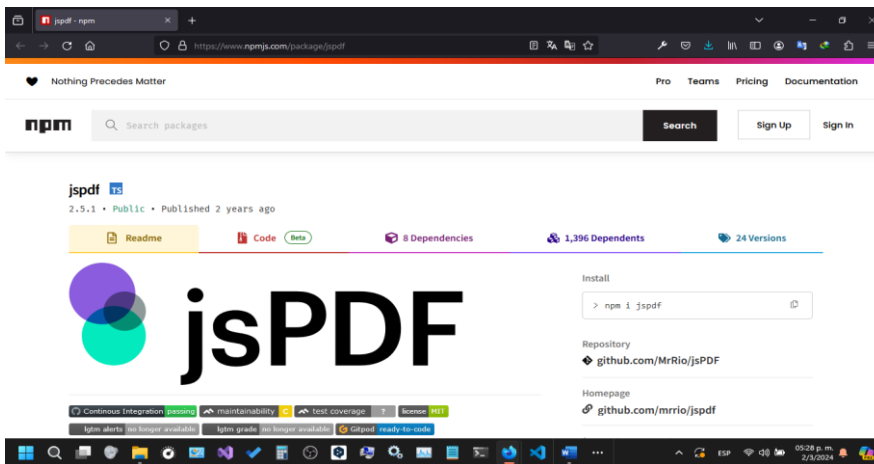 jspdf - npm
https://www.npmjs.com/package/jspdf
Nothing Precedes Matter
Pro Teams Pricing Documentation
npm
Search packages
Search
Sign Up
Sign In
jspdf TS
2.5.1 • Public • Published 2 years ago
Readme
Code Beta
8 Dependencies
1,396 Dependents
24 Versions
jsPDF
Install
> npm i jspdf
Repository
github.com/MrRio/jsPDF
Homepage
github.com/mrrio/jspdf
Continous Integration passing maintainability C test coverage ? license MIT
lgtm alerts no longer available lgtm grade no longer available Gitpod ready-to-code
ESP
05:28 p. m.
2/3/2024